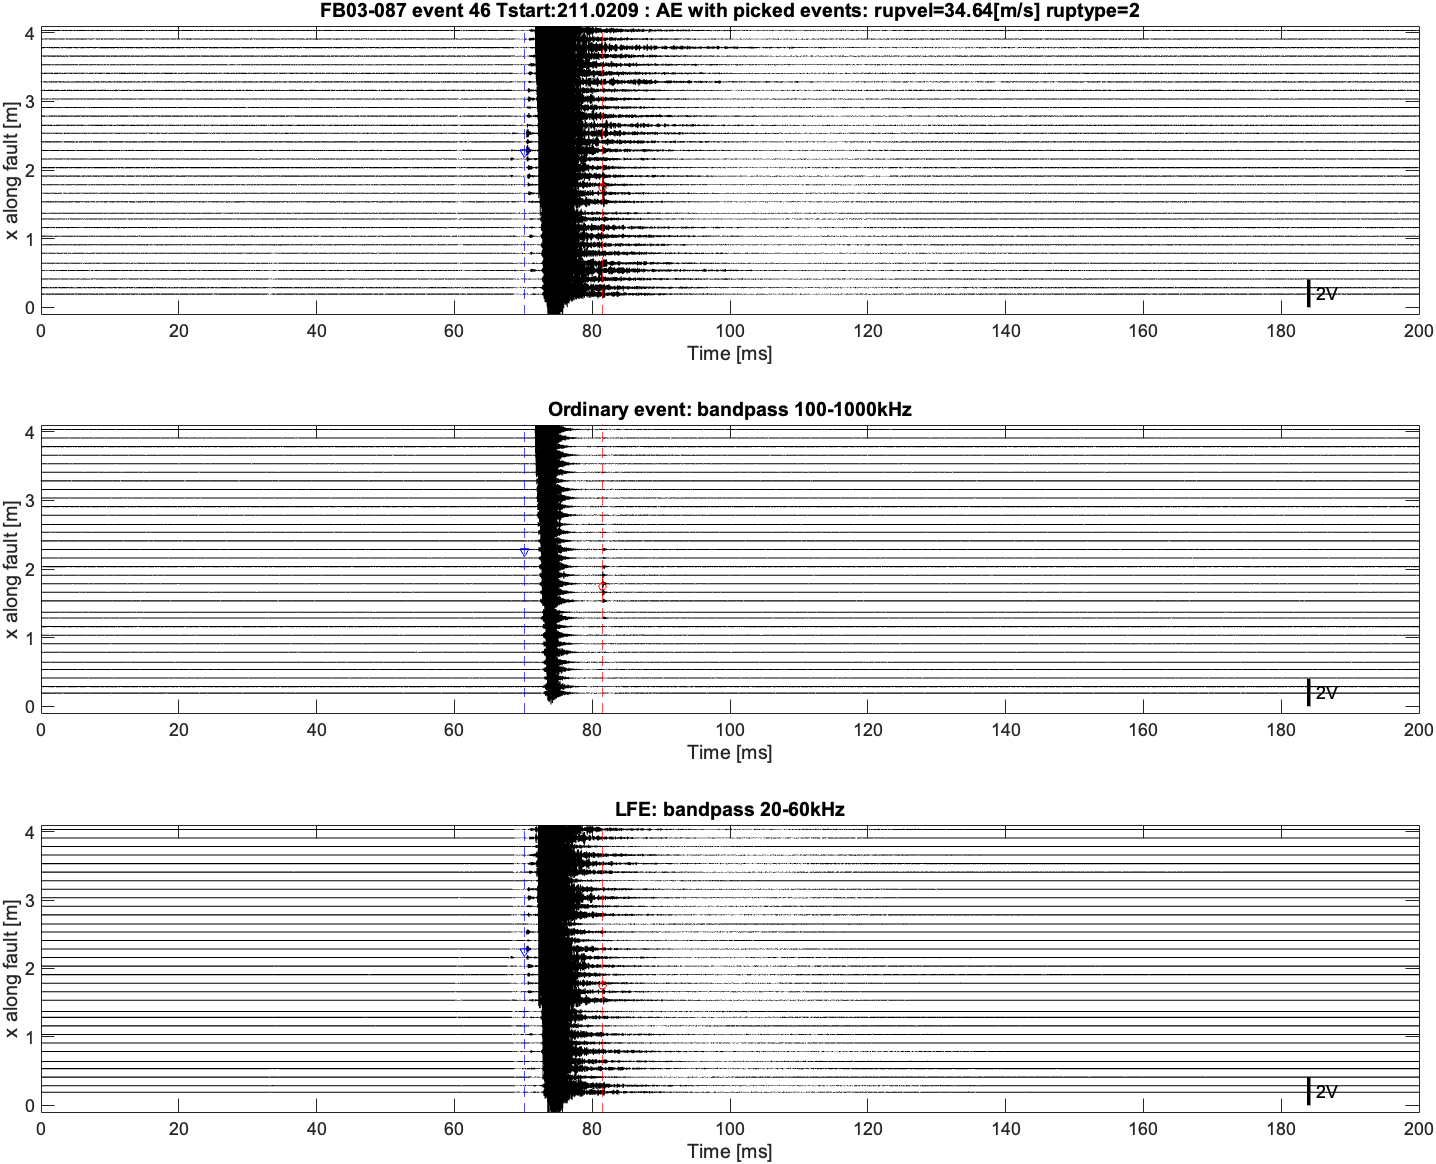 FB03-087 event 46 Tstart:211.0209 : AE with picked events: rupvel=34.64[m/s] ruptype=2
4
3
2
1
0
x along fault [m]
2V
0 20 40 60 80 100 120 140 160 180 200
Time [ms]
Ordinary event: bandpass 100-1000kHz
4
3
2
1
0
x along fault [m]
2V
0 20 40 60 80 100 120 140 160 180 200
Time [ms]
LFE: bandpass 20-60kHz
4
3
2
1
0
x along fault [m]
2V
0 20 40 60 80 100 120 140 160 180 200
Time [ms]